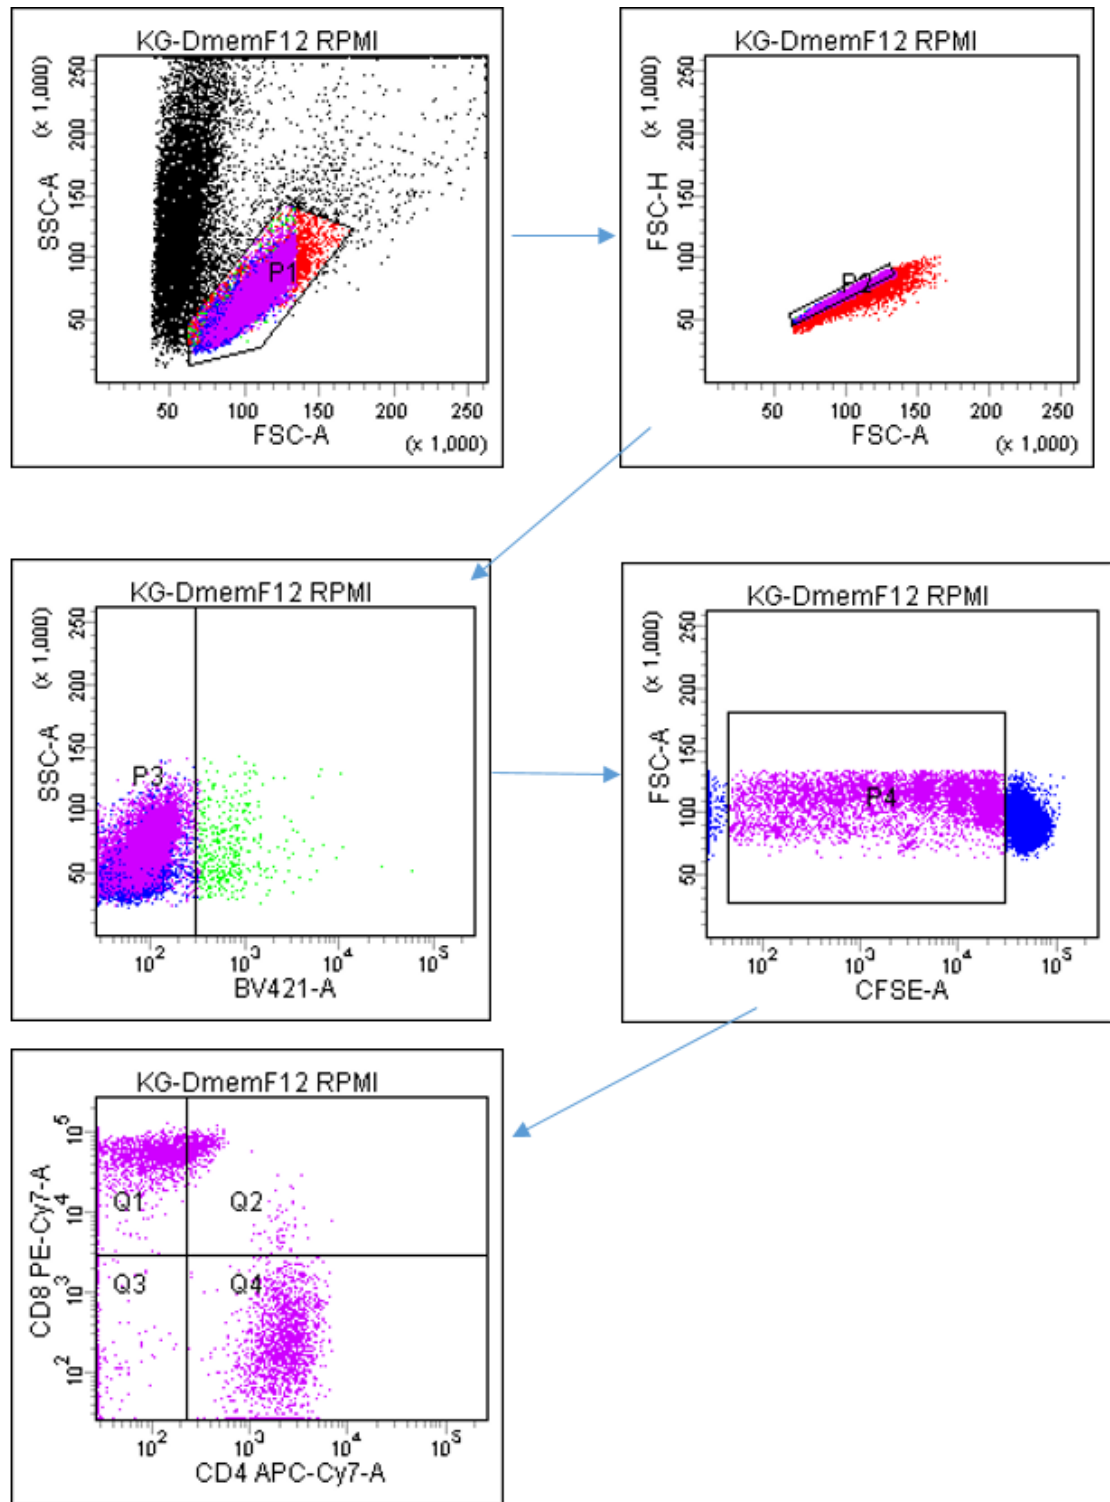 KG-DmemF12 RPMI
(x 1,000)
SSC-A
250
200
150
100
50
P1
50 100 150 200 250
FSC-A
(x 1,000)
KG-DmemF12 RPMI
(x 1,000)
FSC-H
250
200
150
100
50
P2
50 100 150 200 250
FSC-A
(x 1,000)
KG-DmemF12 RPMI
(x 1,000)
SSC-A
250
200
150
100
50
P3
10² 10³ 10⁴ 10⁵
BV421-A
KG-DmemF12 RPMI
(x 1,000)
FSC-A
250
200
150
100
50
P4
10² 10³ 10⁴ 10⁵
CFSE-A
KG-DmemF12 RPMI
CD8 PE-Cy7-A
10⁵
10⁴
10³
10²
Q1 Q2
Q3 Q4
10² 10³ 10⁴ 10⁵
CD4 APC-Cy7-A